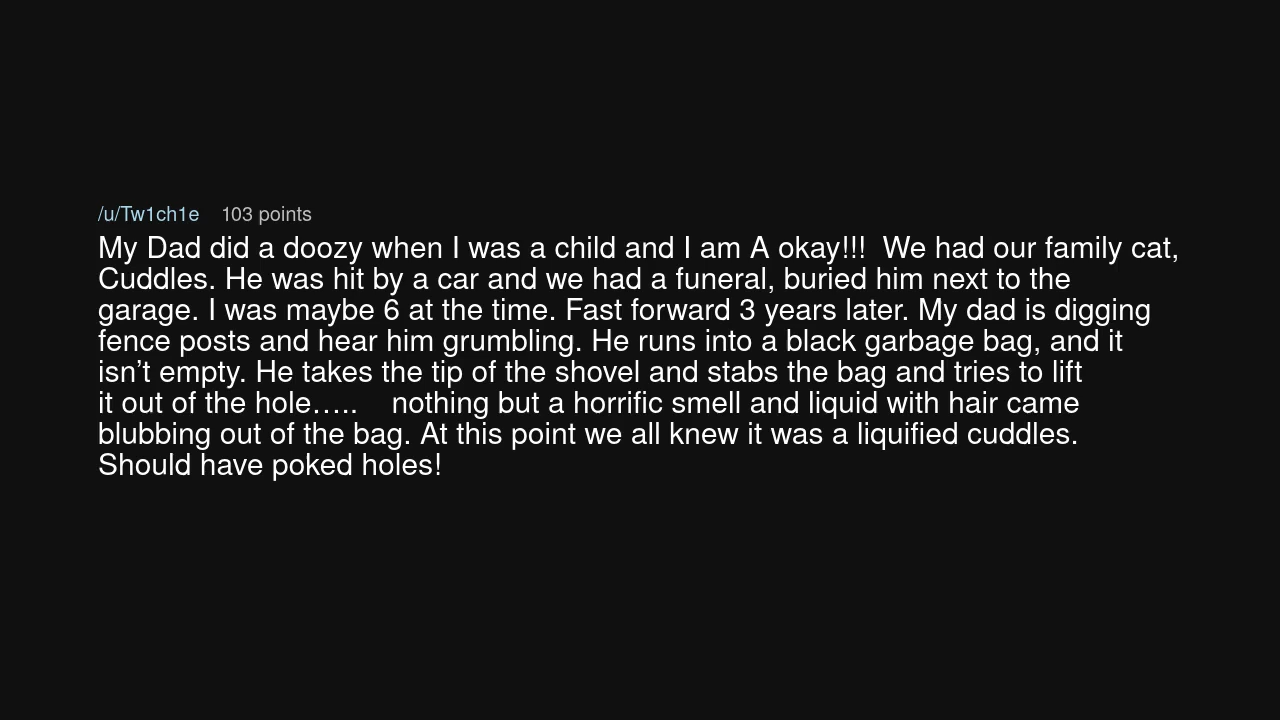 /u/Tw1ch1e 103 points
My Dad did a doozy when I was a child and I am A okay!!!  We had our family cat,
Cuddles. He was hit by a car and we had a funeral, buried him next to the
garage. I was maybe 6 at the time. Fast forward 3 years later. My dad is digging
fence posts and hear him grumbling. He runs into a black garbage bag, and it
isn’t empty. He takes the tip of the shovel and stabs the bag and tries to lift
it out of the hole…..    nothing but a horrific smell and liquid with hair came
blubbing out of the bag. At this point we all knew it was a liquified cuddles.
Should have poked holes!